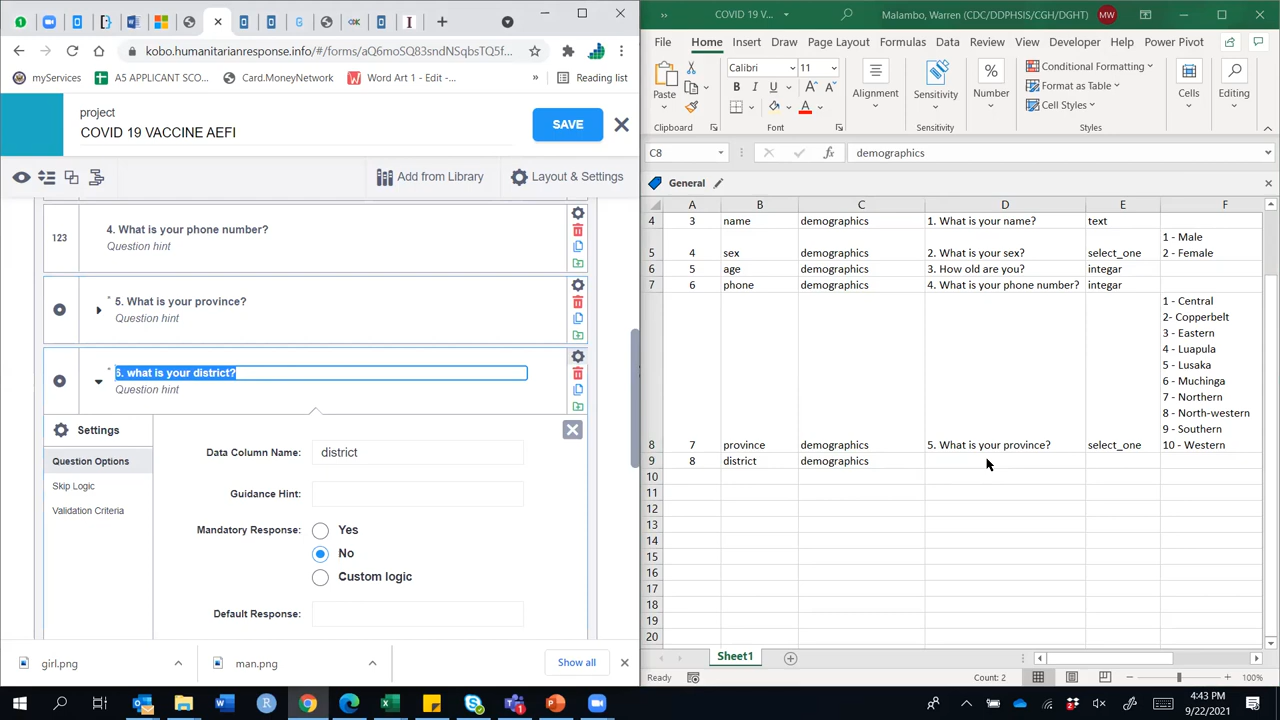 kobo.humanitarianresponse.info/#/forms/aQ6moSQ83sndNSqbsTQ5f...
myServices
A5 APPLICANT SCO...
Card.MoneyNetwork
Word Art 1 - Edit -...
»
Reading list
project
COVID 19 VACCINE AEFI
SAVE
Add from Library
Layout & Settings
123
4. What is your phone number?
Question hint
* 5. What is your province?
Question hint
* 6. what is your district?
Question hint
Settings
Question Options
Skip Logic
Validation Criteria
Data Column Name:
district
Guidance Hint:
Mandatory Response:
Yes
No
Custom logic
Default Response:
girl.png
man.png
Show all
COVID 19 V...
Malambo, Warren (CDC/DDPHSIS/CGH/DGHT)
MW
File Home Insert Draw Page Layout Formulas Data Review View Developer Help Power Pivot
Paste
Calibri 11
B I U
Alignment
Sensitivity
Number
Conditional Formatting
Format as Table
Cell Styles
Cells
Editing
Clipboard Font Sensitivity Styles
C8 fx demographics
General
A B C D E F
4 3 name demographics 1. What is your name? text
1 - Male
5 4 sex demographics 2. What is your sex? select_one 2 - Female
6 5 age demographics 3. How old are you? integar
7 6 phone demographics 4. What is your phone number? integar
1 - Central
2- Copperbelt
3 - Eastern
4 - Luapula
5 - Lusaka
6 - Muchinga
7 - Northern
8 - North-western
9 - Southern
8 7 province demographics 5. What is your province? select_one 10 - Western
9 8 district demographics
10
11
12
13
14
15
16
17
18
19
20
Sheet1
Ready
Count: 2
100%
4:43 PM
9/22/2021